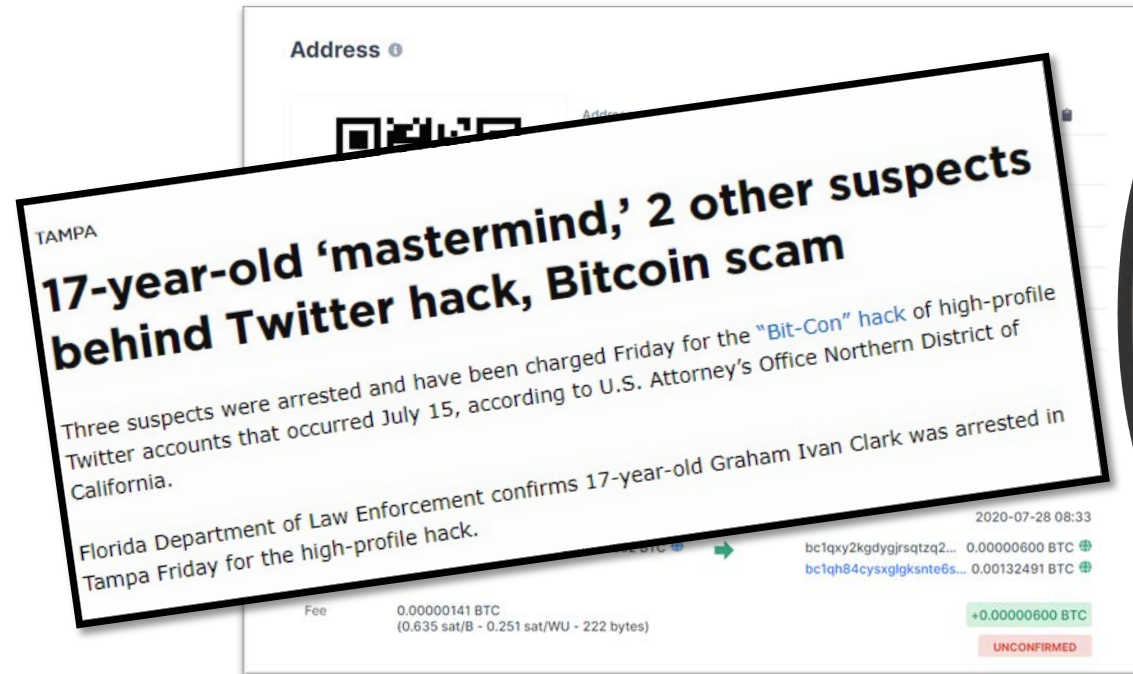 Address
TAMPA
17-year-old ‘mastermind,’ 2 other suspects
behind Twitter hack, Bitcoin scam
Three suspects were arrested and have been charged Friday for the “Bit-Con” hack of high-profile
Twitter accounts that occurred July 15, according to U.S. Attorney’s Office Northern District of
California.
Florida Department of Law Enforcement confirms 17-year-old Graham Ivan Clark was arrested in
Tampa Friday for the high-profile hack.
2020-07-28 08:33
BTC
bc1qxy2kgdygjrsqtzq2... 0.00000600 BTC
bc1qh84cysxglgksnte6s... 0.00132491 BTC
Fee 0.00000141 BTC
(0.635 sat/B - 0.251 sat/WU - 222 bytes)
+0.00000600 BTC
UNCONFIRMED